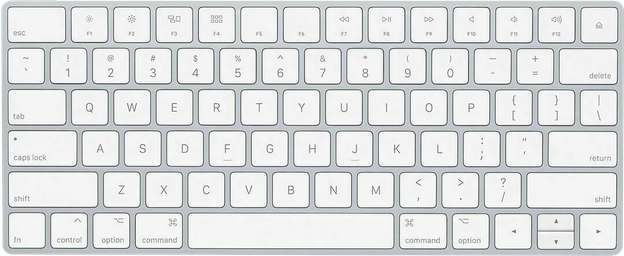 esc F1 F2 F3 F4 F5 F6 F7 F8 F9 F10 F11 F12
~ ! @ # $ % ^ & * ( ) — +
` 1 2 3 4 5 6 7 8 9 0 - = delete
tab Q W E R T Y U I O P { [ } ] | \
caps lock A S D F G H J K L : ; " ' return
shift Z X C V B N M < , > . ? / shift
fn control option command command option